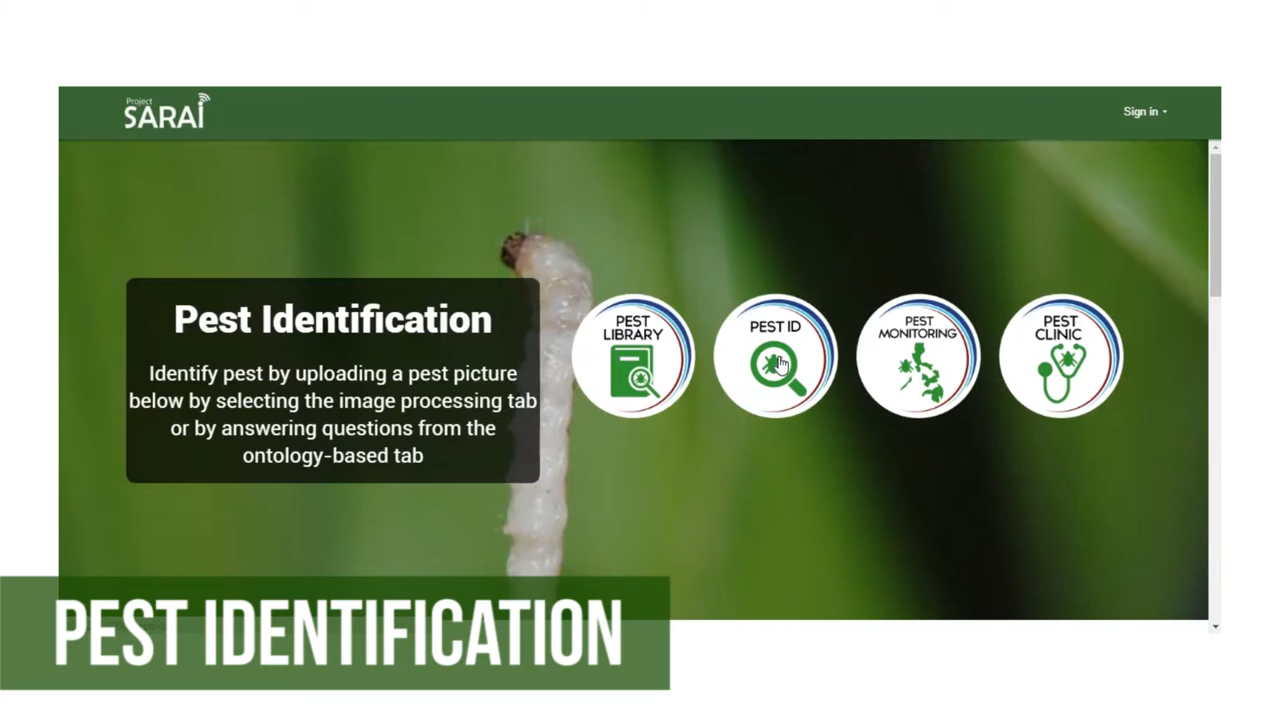 Project
SARAI
Sign in
Pest Identification
Identify pest by uploading a pest picture
below by selecting the image processing tab
or by answering questions from the
ontology-based tab
PEST
LIBRARY
PEST ID
PEST
MONITORING
PEST
CLINIC
PEST IDENTIFICATION